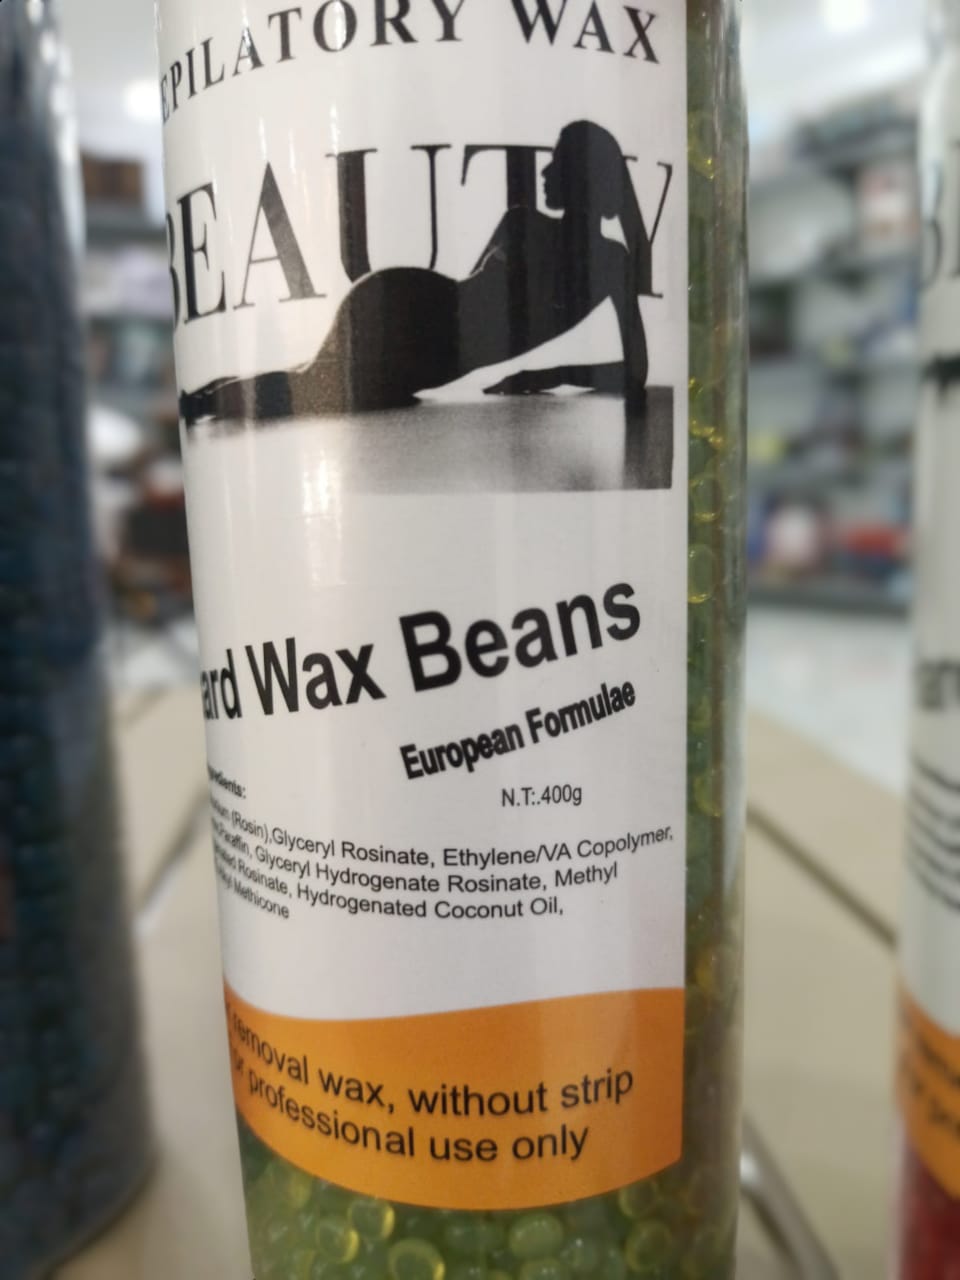 EPILATORY WAX
BEAUTY
ard Wax Beans
European Formulae
N.T:.400g
(Rosin),Glyceryl Rosinate, Ethylene/VA Copolymer,
Paraffin, Glyceryl Hydrogenate Rosinate, Methyl
Rosinate, Hydrogenated Coconut Oil,
Methicone
removal wax, without strip
professional use only